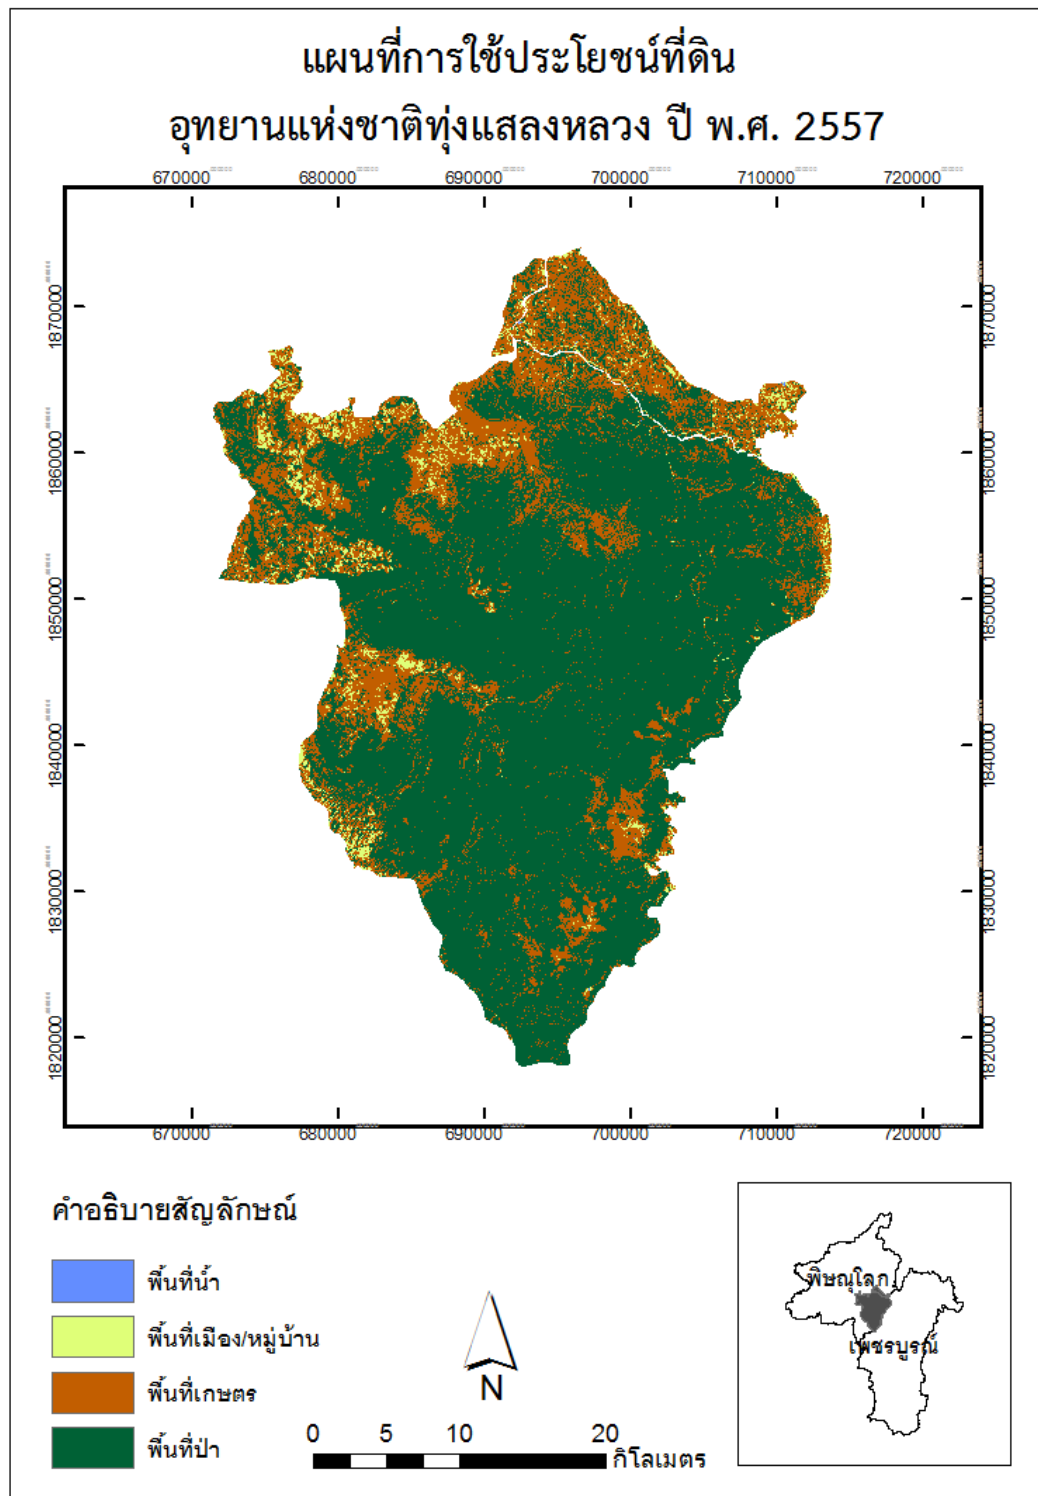 แผนที่การใช้ประโยชน์ที่ดิน
อุทยานแห่งชาติทุ่งแสลงหลวง ปี พ.ศ. 2557
670000 680000 690000 700000 710000 720000
1870000
1860000
1850000
1840000
1830000
1820000
1870000
1860000
1850000
1840000
1830000
1820000
670000 680000 690000 700000 710000 720000
คำอธิบายสัญลักษณ์
พื้นที่น้ำ
พื้นที่เมือง/หมู่บ้าน
พื้นที่เกษตร
พื้นที่ป่า
N
0 5 10 20
กิโลเมตร
พิษณุโลก
เพชรบูรณ์